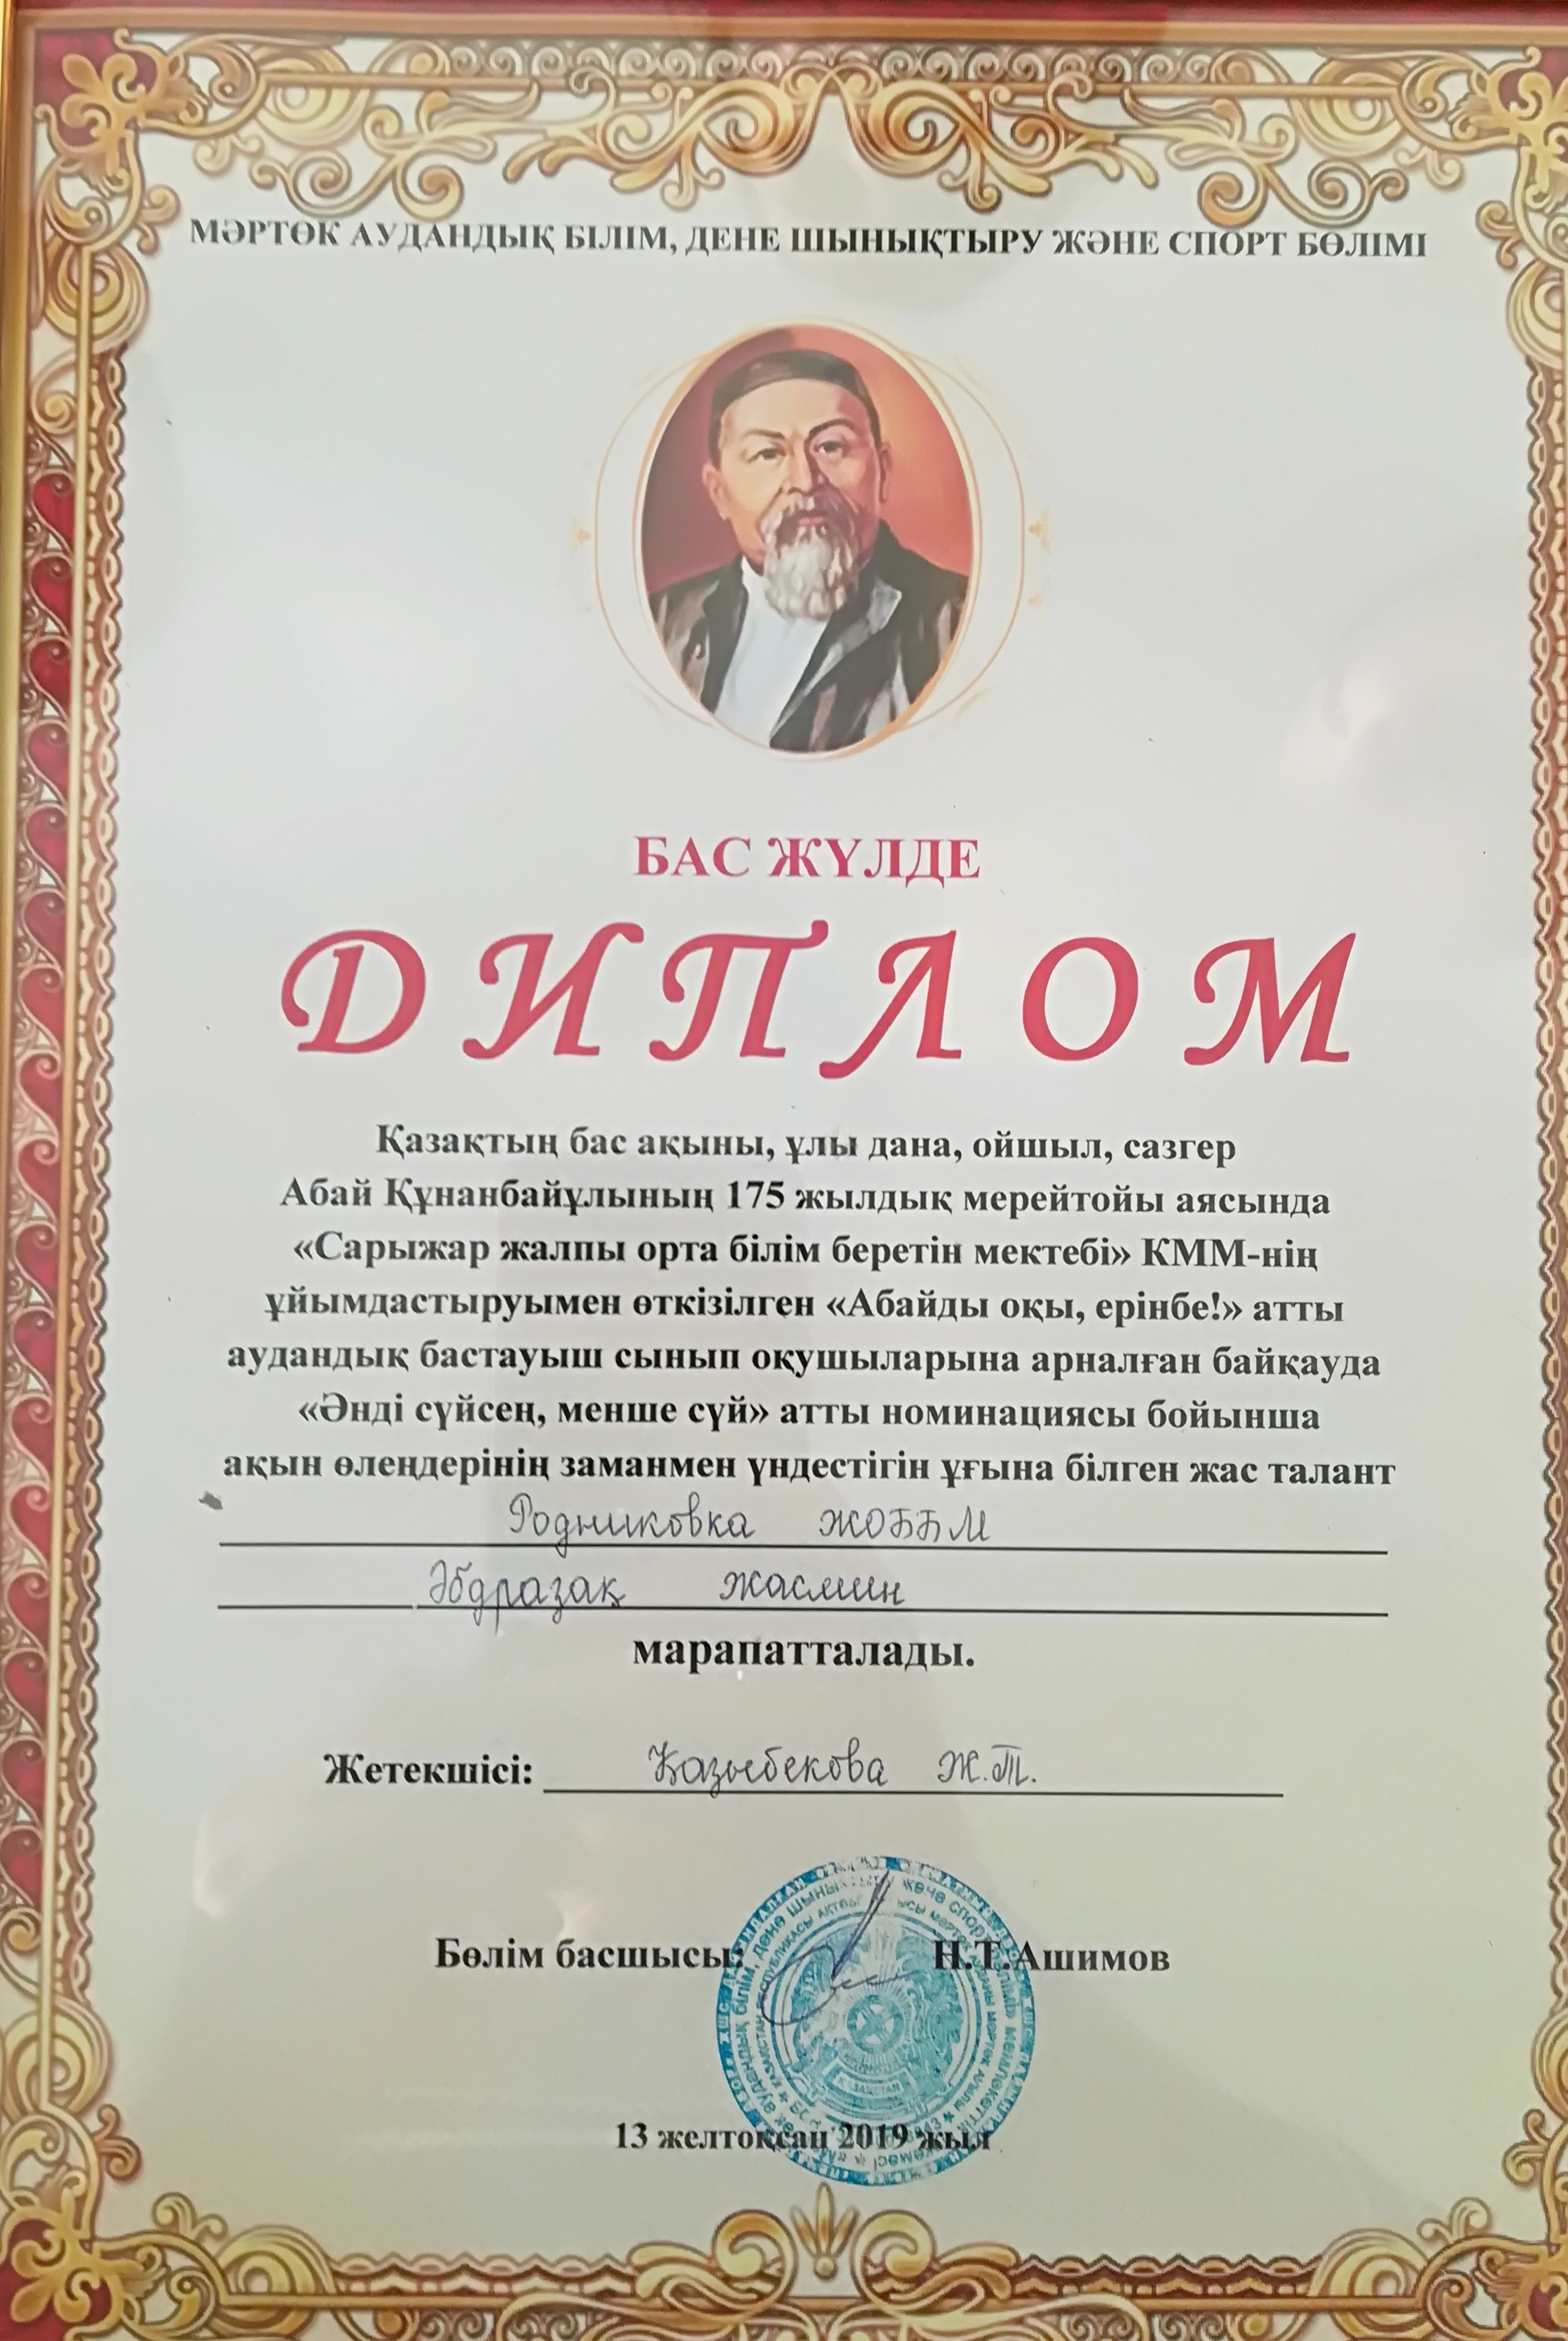 МӘРТӨК АУДАНДЫҚ БІЛІМ, ДЕНЕ ШЫНЫҚТЫРУ ЖӘНЕ СПОРТ БӨЛІМІ
БАС ЖҮЛДЕ
ДИПЛОМ
Қазақтың бас ақыны, ұлы дана, ойшыл, сазгер
Абай Құнанбайұлының 175 жылдық мерейтойы аясында
«Сарыжар жалпы орта білім беретін мектебі» КММ-нің
ұйымдастыруымен өткізілген «Абайды оқы, ерінбе!» атты
аудандық бастауыш сынып оқушыларына арналған байқауда
«Әнді сүйсең, менше сүй» атты номинациясы бойынша
ақын өлеңдерінің заманмен үндестігін ұғына білген жас талант
Родниковка ЖОББМ
Әбдразақ Жасмин
марапатталады.
Жетекшісі: Қазыбекова Ж.Т.
Бөлім басшысы: Н.Т.Ашимов
ҚАЗАҚСТАН
13 желтоқсан 2019 жыл